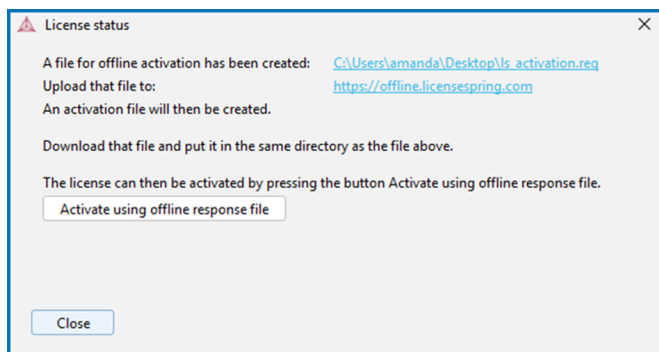 License status
A file for offline activation has been created: C:\Users\amanda\Desktop\ls_activation.req
Upload that file to: https://offline.licensespring.com
An activation file will then be created.
Download that file and put it in the same directory as the file above.
The license can then be activated by pressing the button Activate using offline response file.
Activate using offline response file
Close